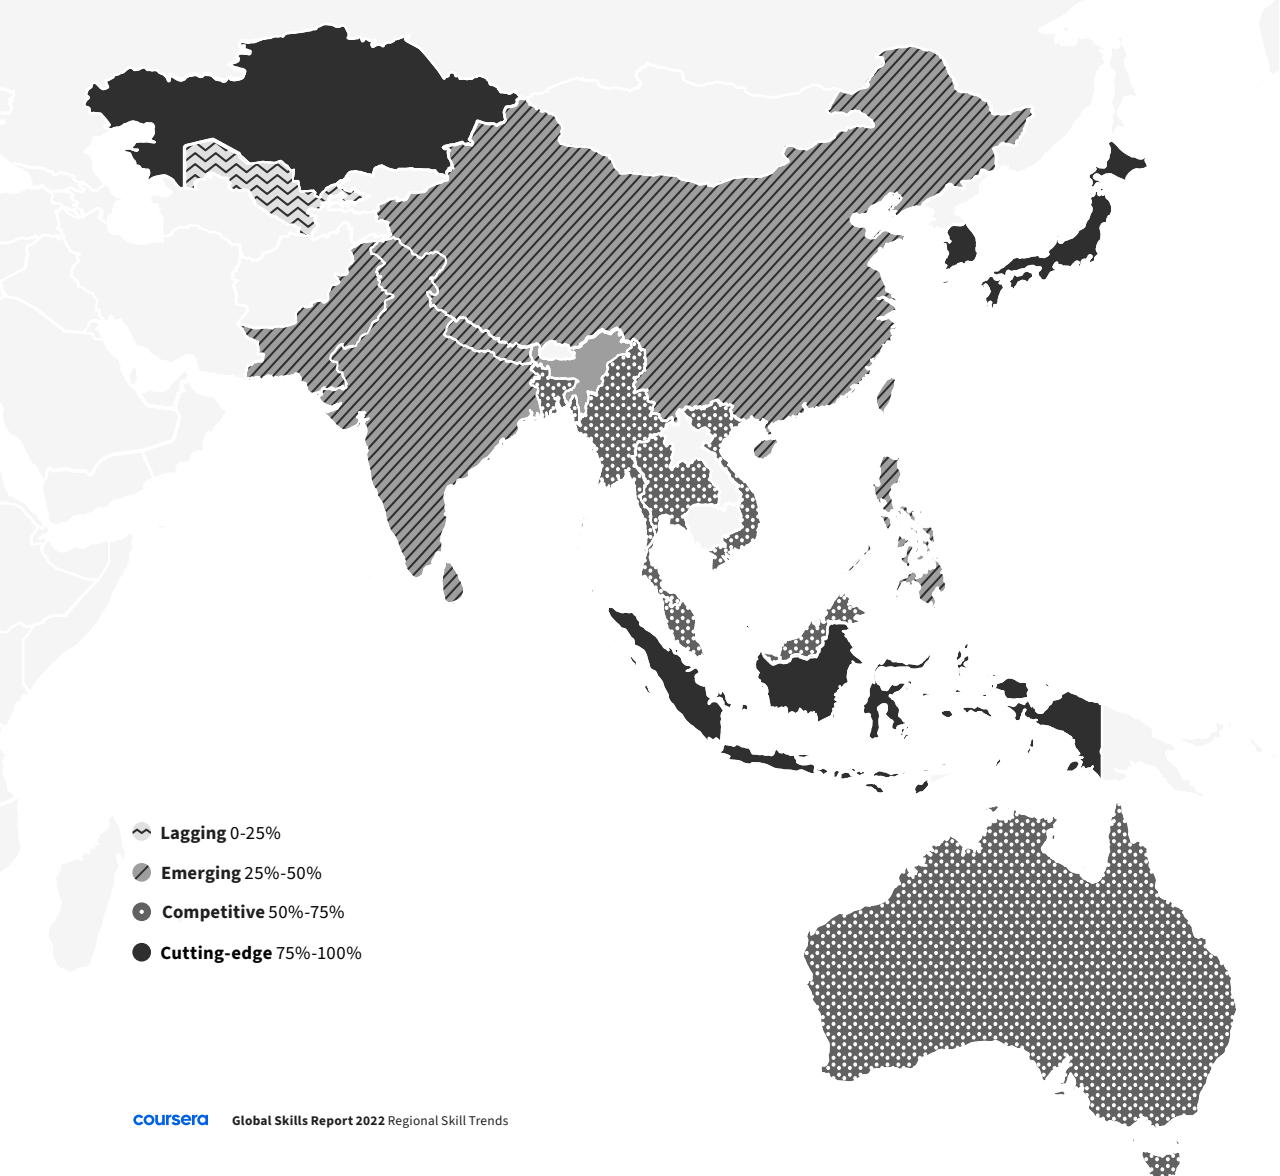 Lagging 0-25%
Emerging 25%-50%
Competitive 50%-75%
Cutting-edge 75%-100%
coursera Global Skills Report 2022 Regional Skill Trends